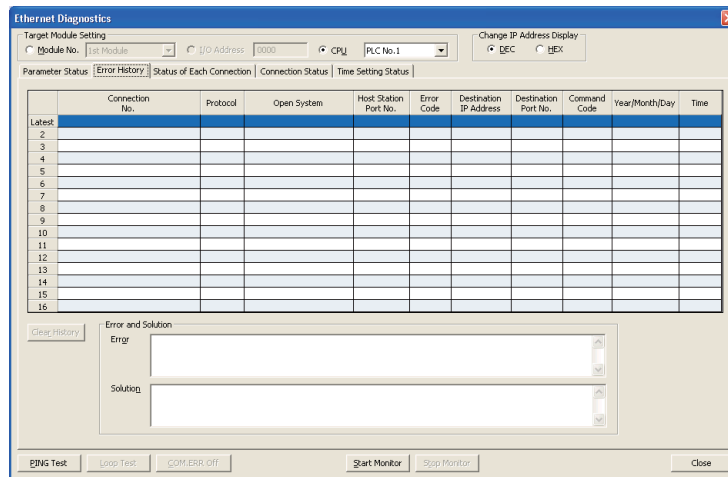 Ethernet Diagnostics
Target Module Setting
Module No. 1st Module I/O Address 0000 CPU PLC No.1
Change IP Address Display
DEC HEX
Parameter Status Error History Status of Each Connection Connection Status Time Setting Status
Connection No. Protocol Open System Host Station Port No. Error Code Destination IP Address Destination Port No. Command Code Year/Month/Day Time
Latest
2
3
4
5
6
7
8
9
10
11
12
13
14
15
16
Clear History
Error and Solution
Error
Solution
PING Test Loop Test COM.ERR Off Start Monitor Stop Monitor Close